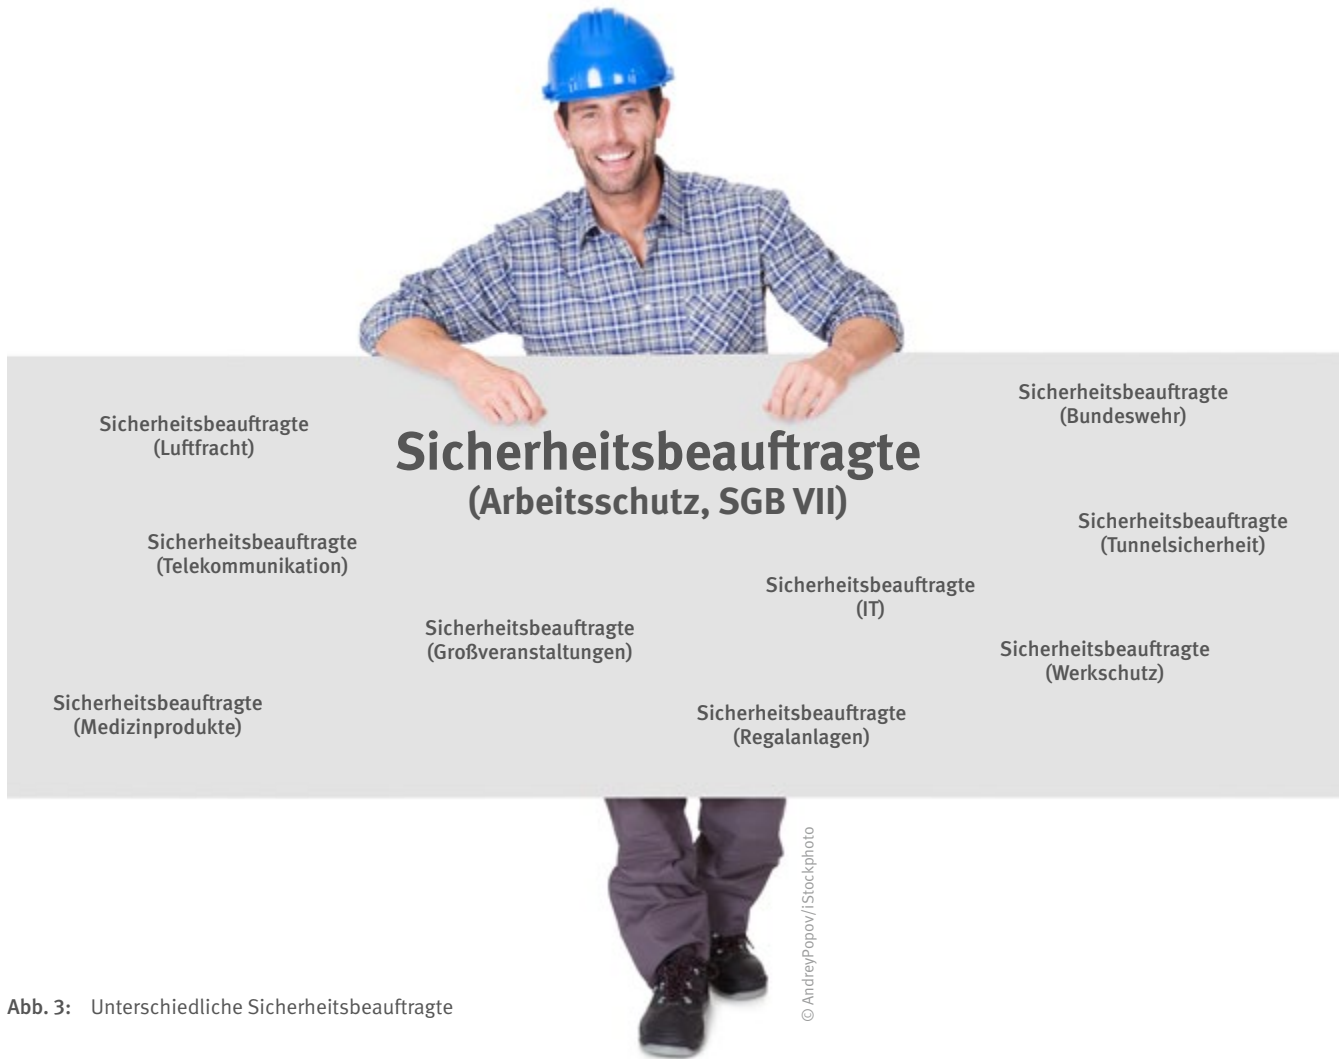 Sicherheitsbeauftragte
(Luftfracht)
Sicherheitsbeauftragte
(Arbeitsschutz, SGB VII)
Sicherheitsbeauftragte
(Bundeswehr)
Sicherheitsbeauftragte
(Telekommunikation)
Sicherheitsbeauftragte
(Tunnelsicherheit)
Sicherheitsbeauftragte
(IT)
Sicherheitsbeauftragte
(Großveranstaltungen)
Sicherheitsbeauftragte
(Werkschutz)
Sicherheitsbeauftragte
(Medizinprodukte)
Sicherheitsbeauftragte
(Regalanlagen)
© AndreyPopov/iStockphoto
Abb. 3: Unterschiedliche Sicherheitsbeauftragte